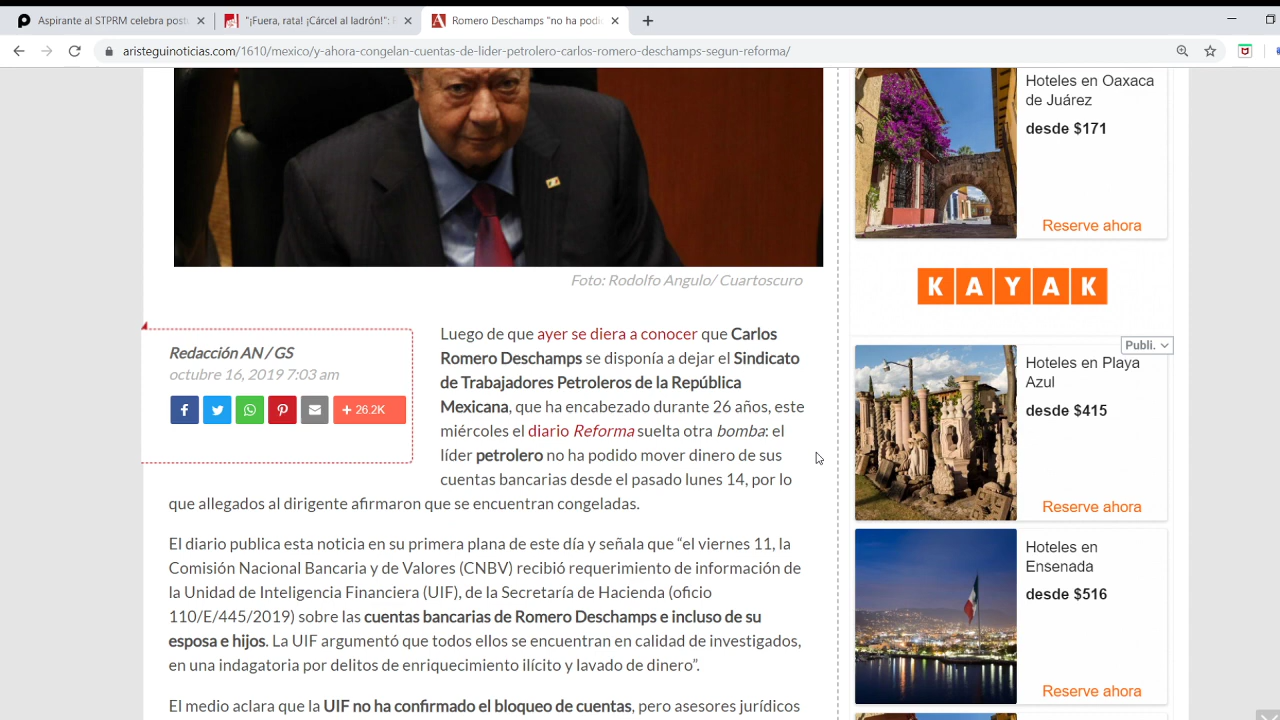 Aspirante al STPRM celebra post
"¡Fuera, rata! ¡Cárcel al ladrón!":
Romero Deschamps "no ha podi
aristeguinoticias.com/1610/mexico/y-ahora-congelan-cuentas-de-lider-petrolero-carlos-romero-deschamps-segun-reforma/
Foto: Rodolfo Angulo/ Cuartoscuro
Redacción AN / GS
octubre 16, 2019 7:03 am
26.2K
Luego de que ayer se diera a conocer que Carlos
Romero Deschamps se disponía a dejar el Sindicato
de Trabajadores Petroleros de la República
Mexicana, que ha encabezado durante 26 años, este
miércoles el diario Reforma suelta otra bomba: el
líder petrolero no ha podido mover dinero de sus
cuentas bancarias desde el pasado lunes 14, por lo
que allegados al dirigente afirmaron que se encuentran congeladas.
El diario publica esta noticia en su primera plana de este día y señala que “el viernes 11, la
Comisión Nacional Bancaria y de Valores (CNBV) recibió requerimiento de información de
la Unidad de Inteligencia Financiera (UIF), de la Secretaría de Hacienda (oficio
110/E/445/2019) sobre las cuentas bancarias de Romero Deschamps e incluso de su
esposa e hijos. La UIF argumentó que todos ellos se encuentran en calidad de investigados,
en una indagatoria por delitos de enriquecimiento ilícito y lavado de dinero”.
El medio aclara que la UIF no ha confirmado el bloqueo de cuentas, pero asesores jurídicos
Hoteles en Oaxaca
de Juárez
desde $171
Reserve ahora
KAYAK
Publi.
Hoteles en Playa
Azul
desde $415
Reserve ahora
Hoteles en
Ensenada
desde $516
Reserve ahora